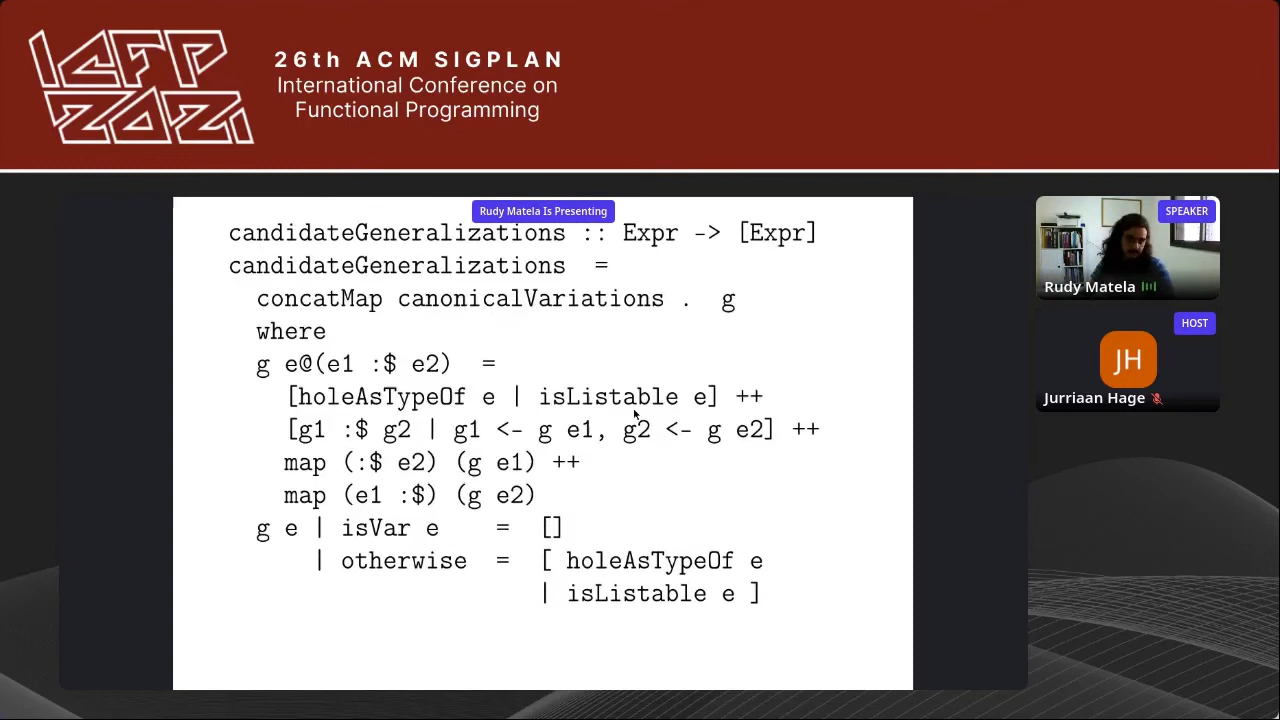 ICFP
2021
26th ACM SIGPLAN
International Conference on
Functional Programming
Rudy Matela Is Presenting
candidateGeneralizations :: Expr -> [Expr]
candidateGeneralizations =
concatMap canonicalVariations . g
where
g e@(e1 :$ e2) =
[holeAsTypeOf e | isListable e] ++
[g1 :$ g2 | g1 <- g e1, g2 <- g e2] ++
map (:$ e2) (g e1) ++
map (e1 :$) (g e2)
g e | isVar e = []
| otherwise = [ holeAsTypeOf e
| isListable e ]
SPEAKER
Rudy Matela
HOST
JH
Jurriaan Hage